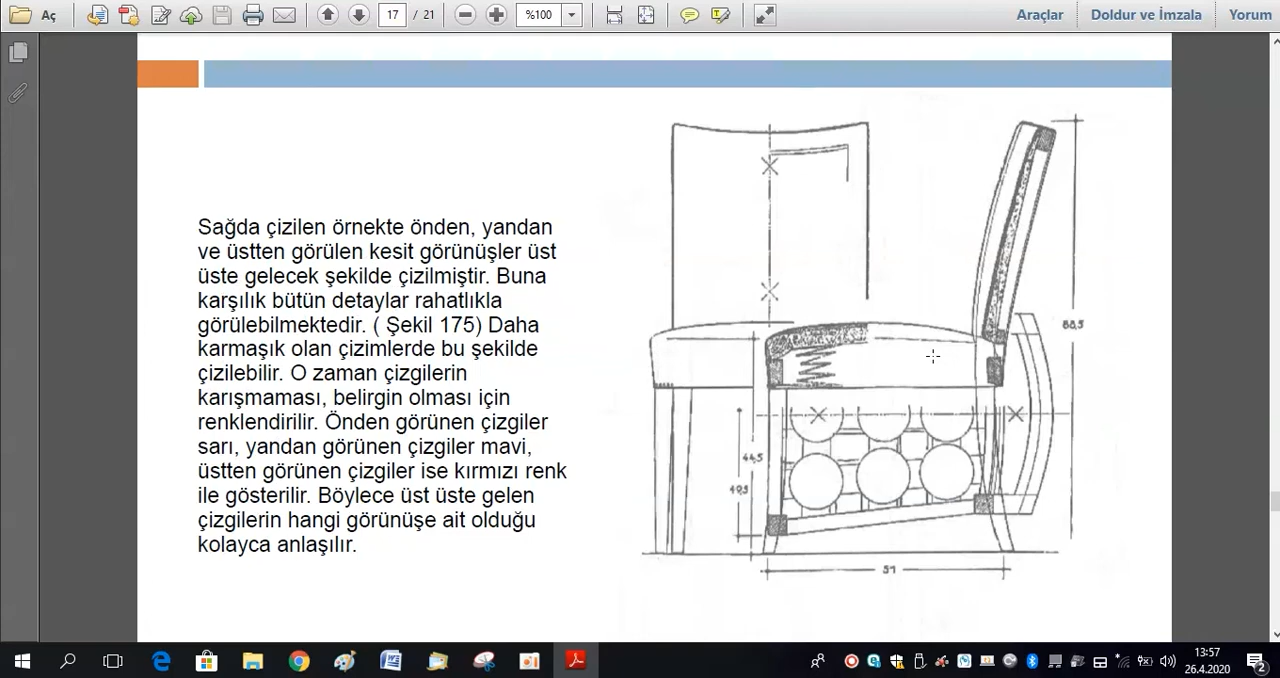 Aç
17 / 21
%100
Araçlar
Doldur ve İmzala
Yorum
Sağda çizilen örnekte önden, yandan
ve üstten görülen kesit görünüşler üst
üste gelecek şekilde çizilmiştir. Buna
karşılık bütün detaylar rahatlıkla
görülebilmektedir. ( Şekil 175) Daha
karmaşık olan çizimlerde bu şekilde
çizilebilir. O zaman çizgilerin
karışmaması, belirgin olması için
renklendirilir. Önden görünen çizgiler
sarı, yandan görünen çizgiler mavi,
üstten görünen çizgiler ise kırmızı renk
ile gösterilir. Böylece üst üste gelen
çizgilerin hangi görünüşe ait olduğu
kolayca anlaşılır.
88,5
44,5
49,5
51
13:57
26.4.2020
2